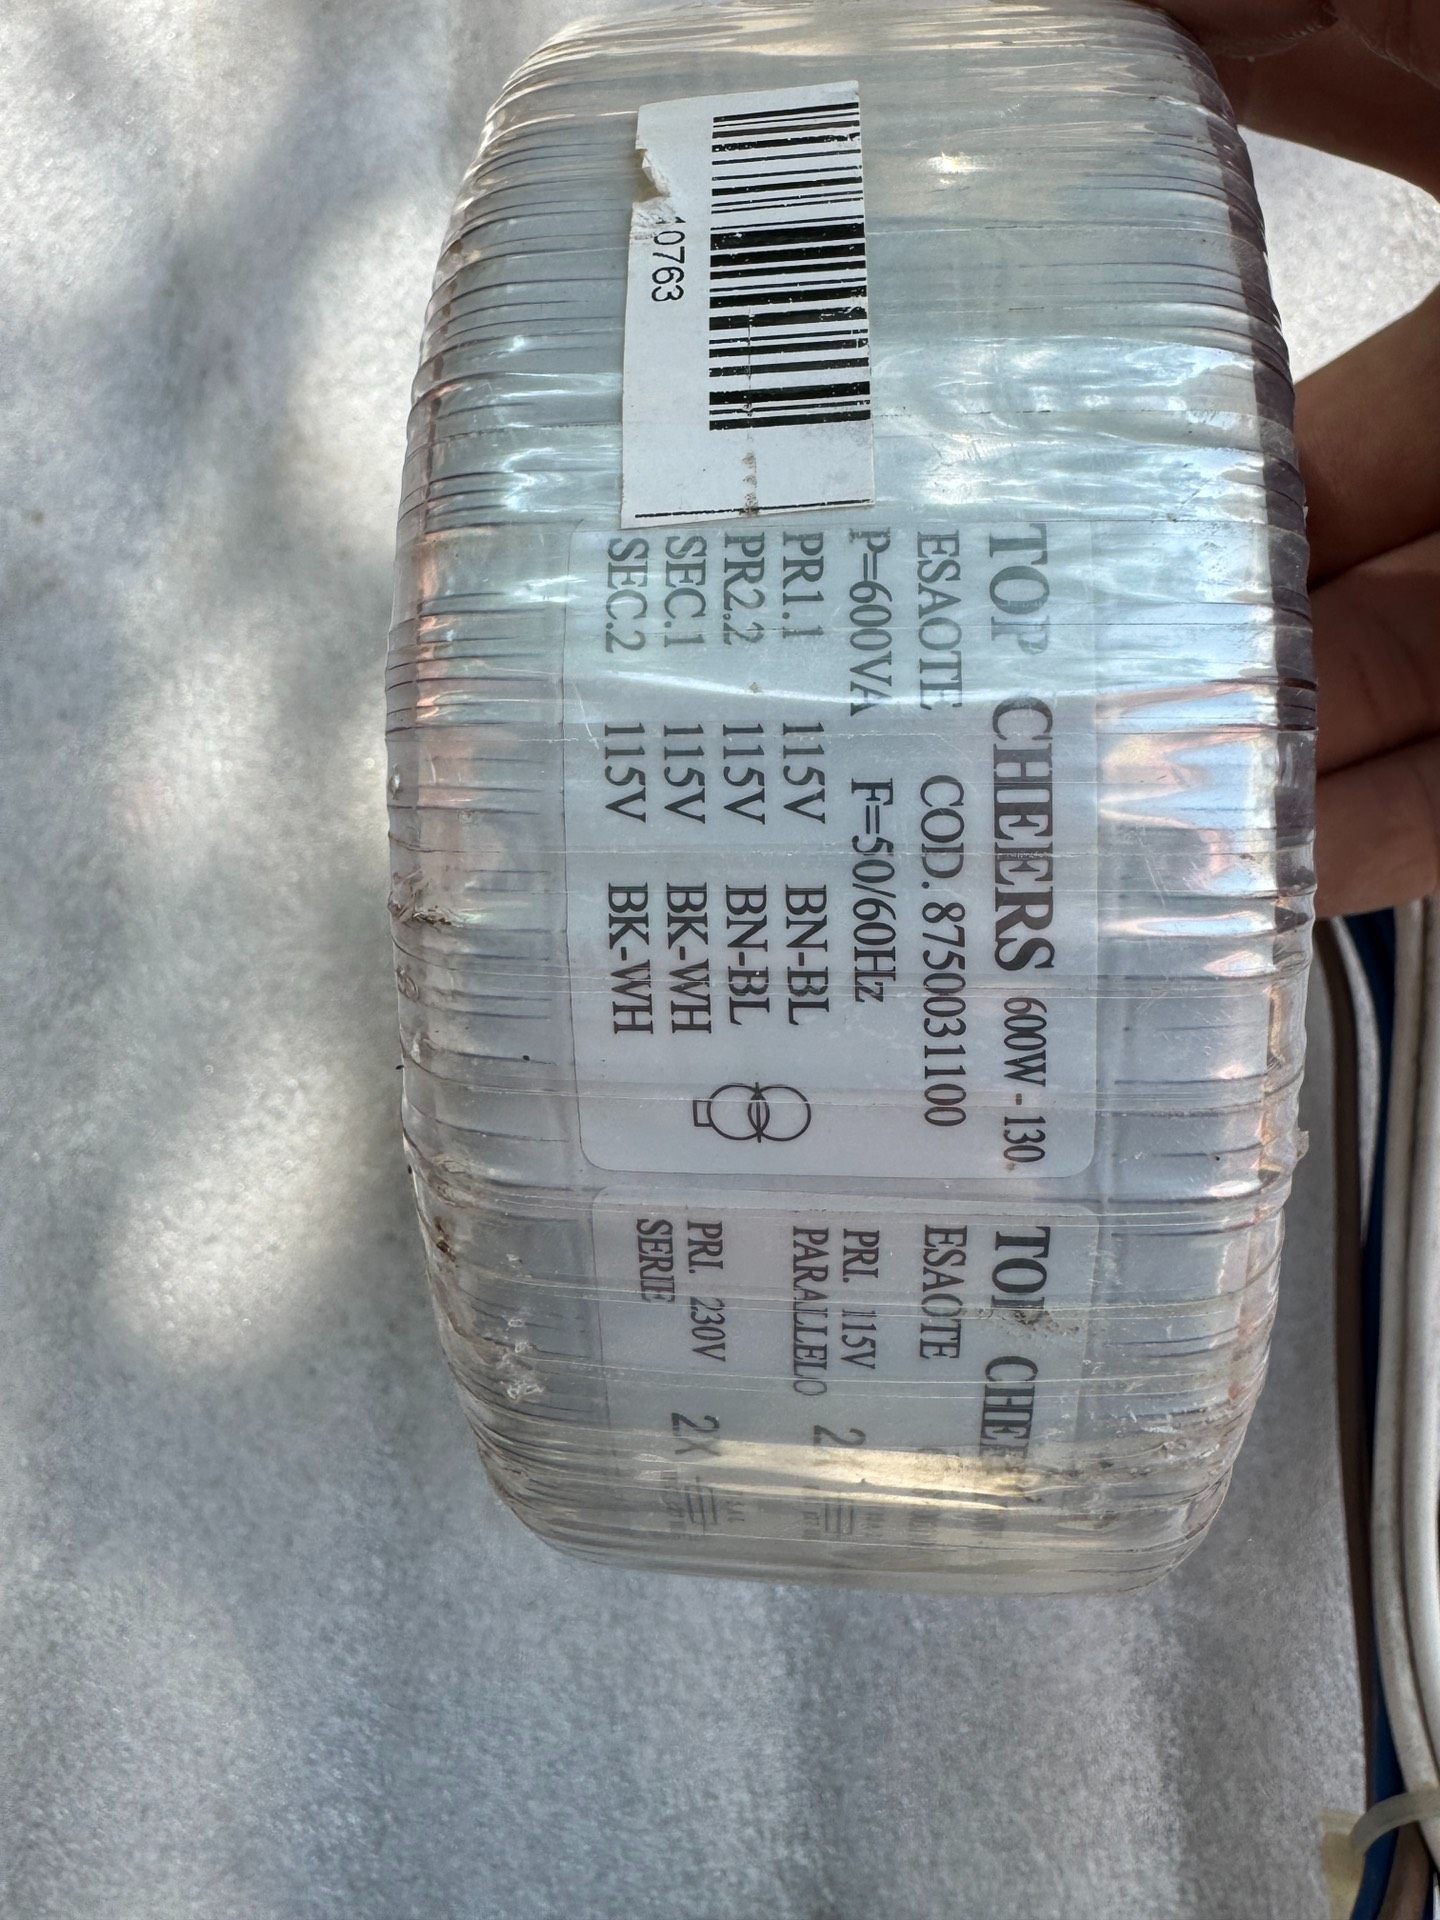 10763
TOP CHEERS 600W - 130
ESAOTE COD. 8750031100
P=600VA F=50/60Hz
PR1.1 115V BN-BL
PR2.2 115V BN-BL
SEC.1 115V BK-WH
SEC.2 115V BK-WH
TOP CHEE
ESAOTE
PRI. 115V
PARALLELO
PRI. 230V
SERIE
2X